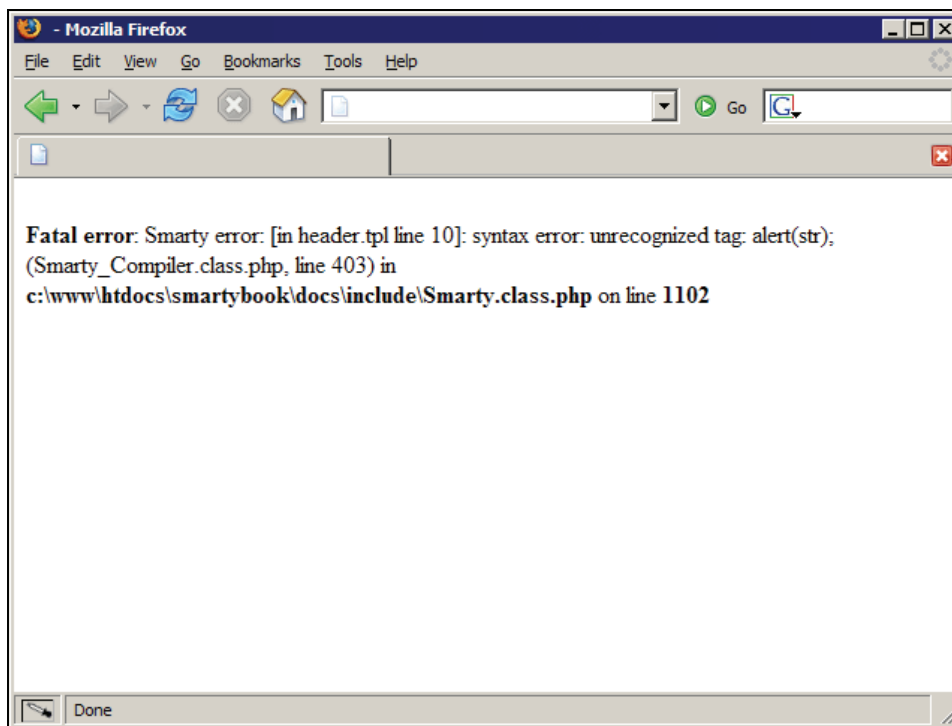 - Mozilla Firefox
File Edit View Go Bookmarks Tools Help
Go G
Fatal error: Smarty error: [in header.tpl line 10]: syntax error: unrecognized tag: alert(str);
(Smarty_Compiler.class.php, line 403) in
c:\www\htdocs\smartybook\docs\include\Smarty.class.php on line 1102
Done